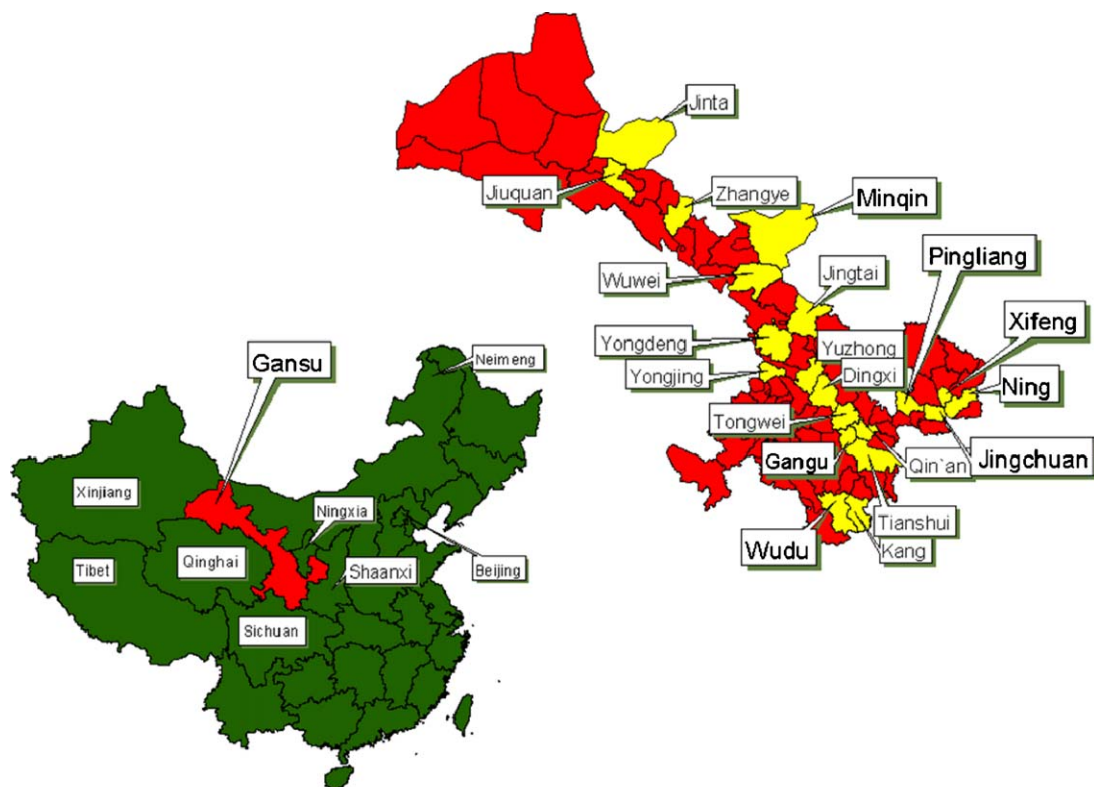 Jinta
Jiuquan
Zhangye
Minqin
Pingliang
Wuwei
Jingtai
Xifeng
Yongdeng
Yuzhong
Gansu
Neimeng
Yongjing
Dingxi
Ning
Tongwei
Gangu
Qin`an
Jingchuan
Xinjiang
Ningxia
Tianshui
Wudu
Kang
Qinghai
Tibet
Shaanxi
Beijing
Sichuan